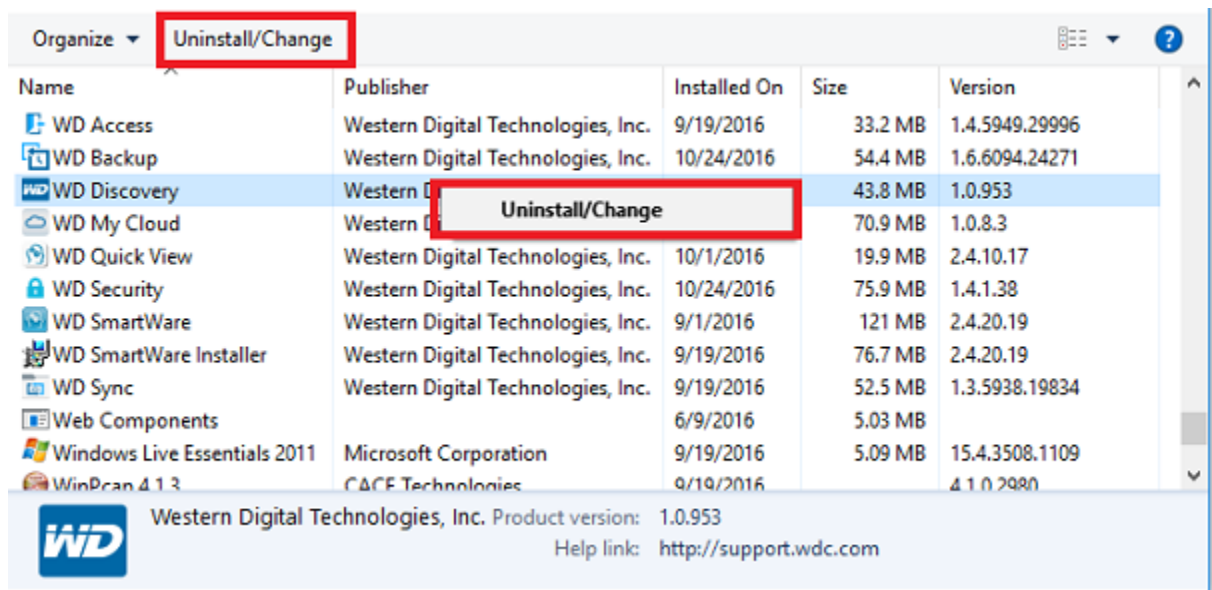 Organize Uninstall/Change ?
Name Publisher Installed On Size Version
WD Access Western Digital Technologies, Inc. 9/19/2016 33.2 MB 1.4.5949.29996
WD Backup Western Digital Technologies, Inc. 10/24/2016 54.4 MB 1.6.6094.24271
WD WD Discovery Western 43.8 MB 1.0.953
Uninstall/Change
WD My Cloud Western 70.9 MB 1.0.8.3
WD Quick View Western Digital Technologies, Inc. 10/1/2016 19.9 MB 2.4.10.17
WD Security Western Digital Technologies, Inc. 10/24/2016 75.9 MB 1.4.1.38
WD SmartWare Western Digital Technologies, Inc. 9/1/2016 121 MB 2.4.20.19
WD SmartWare Installer Western Digital Technologies, Inc. 9/19/2016 76.7 MB 2.4.20.19
WD Sync Western Digital Technologies, Inc. 9/19/2016 52.5 MB 1.3.5938.19834
Web Components 6/9/2016 5.03 MB
Windows Live Essentials 2011 Microsoft Corporation 9/19/2016 5.09 MB 15.4.3508.1109
WinPcap 4.1.3 CACE Technologies 9/19/2016 4.1.0.2980
WD Western Digital Technologies, Inc. Product version: 1.0.953
Help link: http://support.wdc.com